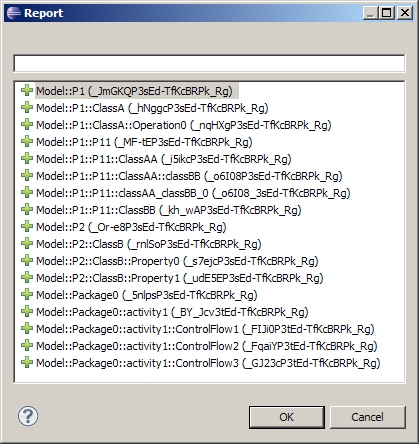 Report
Model::P1 (_JmGKQP3sEd-TfKcBRPk_Rg)
Model::P1::ClassA (_hNggcP3sEd-TfKcBRPk_Rg)
Model::P1::ClassA::Operation0 (_nqHXgP3sEd-TfKcBRPk_Rg)
Model::P1::P11 (_MF-tEP3sEd-TfKcBRPk_Rg)
Model::P1::P11::ClassAA (_i5ikcP3sEd-TfKcBRPk_Rg)
Model::P1::P11::ClassAA::classBB (_o6I08P3sEd-TfKcBRPk_Rg)
Model::P1::P11::classAA_classBB_0 (_o6I08_3sEd-TfKcBRPk_Rg)
Model::P1::P11::ClassBB (_kh_wAP3sEd-TfKcBRPk_Rg)
Model::P2 (_Or-e8P3sEd-TfKcBRPk_Rg)
Model::P2::ClassB (_rnlSoP3sEd-TfKcBRPk_Rg)
Model::P2::ClassB::Property0 (_s7ejcP3sEd-TfKcBRPk_Rg)
Model::P2::ClassB::Property1 (_udE5EP3sEd-TfKcBRPk_Rg)
Model::Package0 (_5nlpsP3sEd-TfKcBRPk_Rg)
Model::Package0::activity1 (_BY_Jcv3tEd-TfKcBRPk_Rg)
Model::Package0::activity1::ControlFlow1 (_FIJi0P3tEd-TfKcBRPk_Rg)
Model::Package0::activity1::ControlFlow2 (_FqaiYP3tEd-TfKcBRPk_Rg)
Model::Package0::activity1::ControlFlow3 (_GJ23cP3tEd-TfKcBRPk_Rg)
? OK Cancel